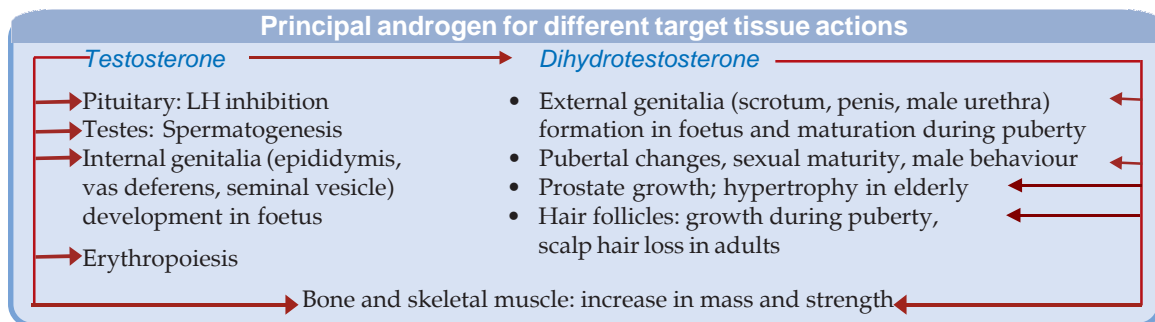 Principal androgen for different target tissue actions
Testosterone
Pituitary: LH inhibition
Testes: Spermatogenesis
Internal genitalia (epididymis,
vas deferens, seminal vesicle)
development in foetus
Erythropoiesis
Dihydrotestosterone
• External genitalia (scrotum, penis, male urethra)
formation in foetus and maturation during puberty
• Pubertal changes, sexual maturity, male behaviour
• Prostate growth; hypertrophy in elderly
• Hair follicles: growth during puberty,
scalp hair loss in adults
Bone and skeletal muscle: increase in mass and strength